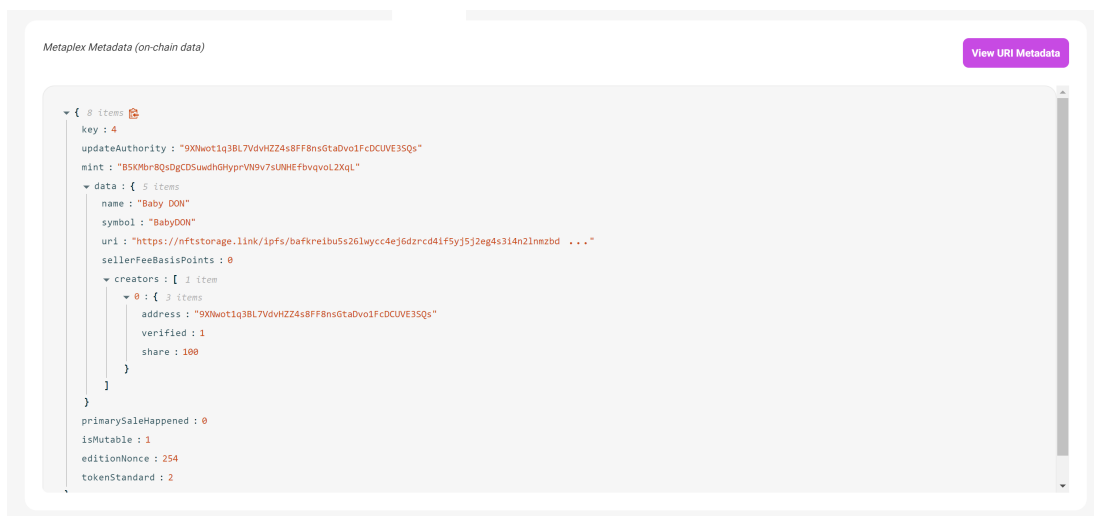 Metaplex Metadata (on-chain data)
View URI Metadata
{ 8 items
key : 4
updateAuthority : "9XNwot1q3BL7VdvHZZ4s8FF8nsGtaDvo1FcDCUVE3SQs"
mint : "B5KMbr8QsDgCDSuwdhGHyprVN9v7sUNHEfbvqvoL2XqL"
data : { 5 items
name : "Baby DON"
symbol : "BabyDON"
uri : "https://nftstorage.link/ipfs/bafkreibu5s26lwycc4ej6dzrcd4if5yj5j2eg4s3i4n2lnmzbd ..."
sellerFeeBasisPoints : 0
creators : [ 1 item
0 : { 3 items
address : "9XNwot1q3BL7VdvHZZ4s8FF8nsGtaDvo1FcDCUVE3SQs"
verified : 1
share : 100
}
]
}
primarySaleHappened : 0
isMutable : 1
editionNonce : 254
tokenStandard : 2